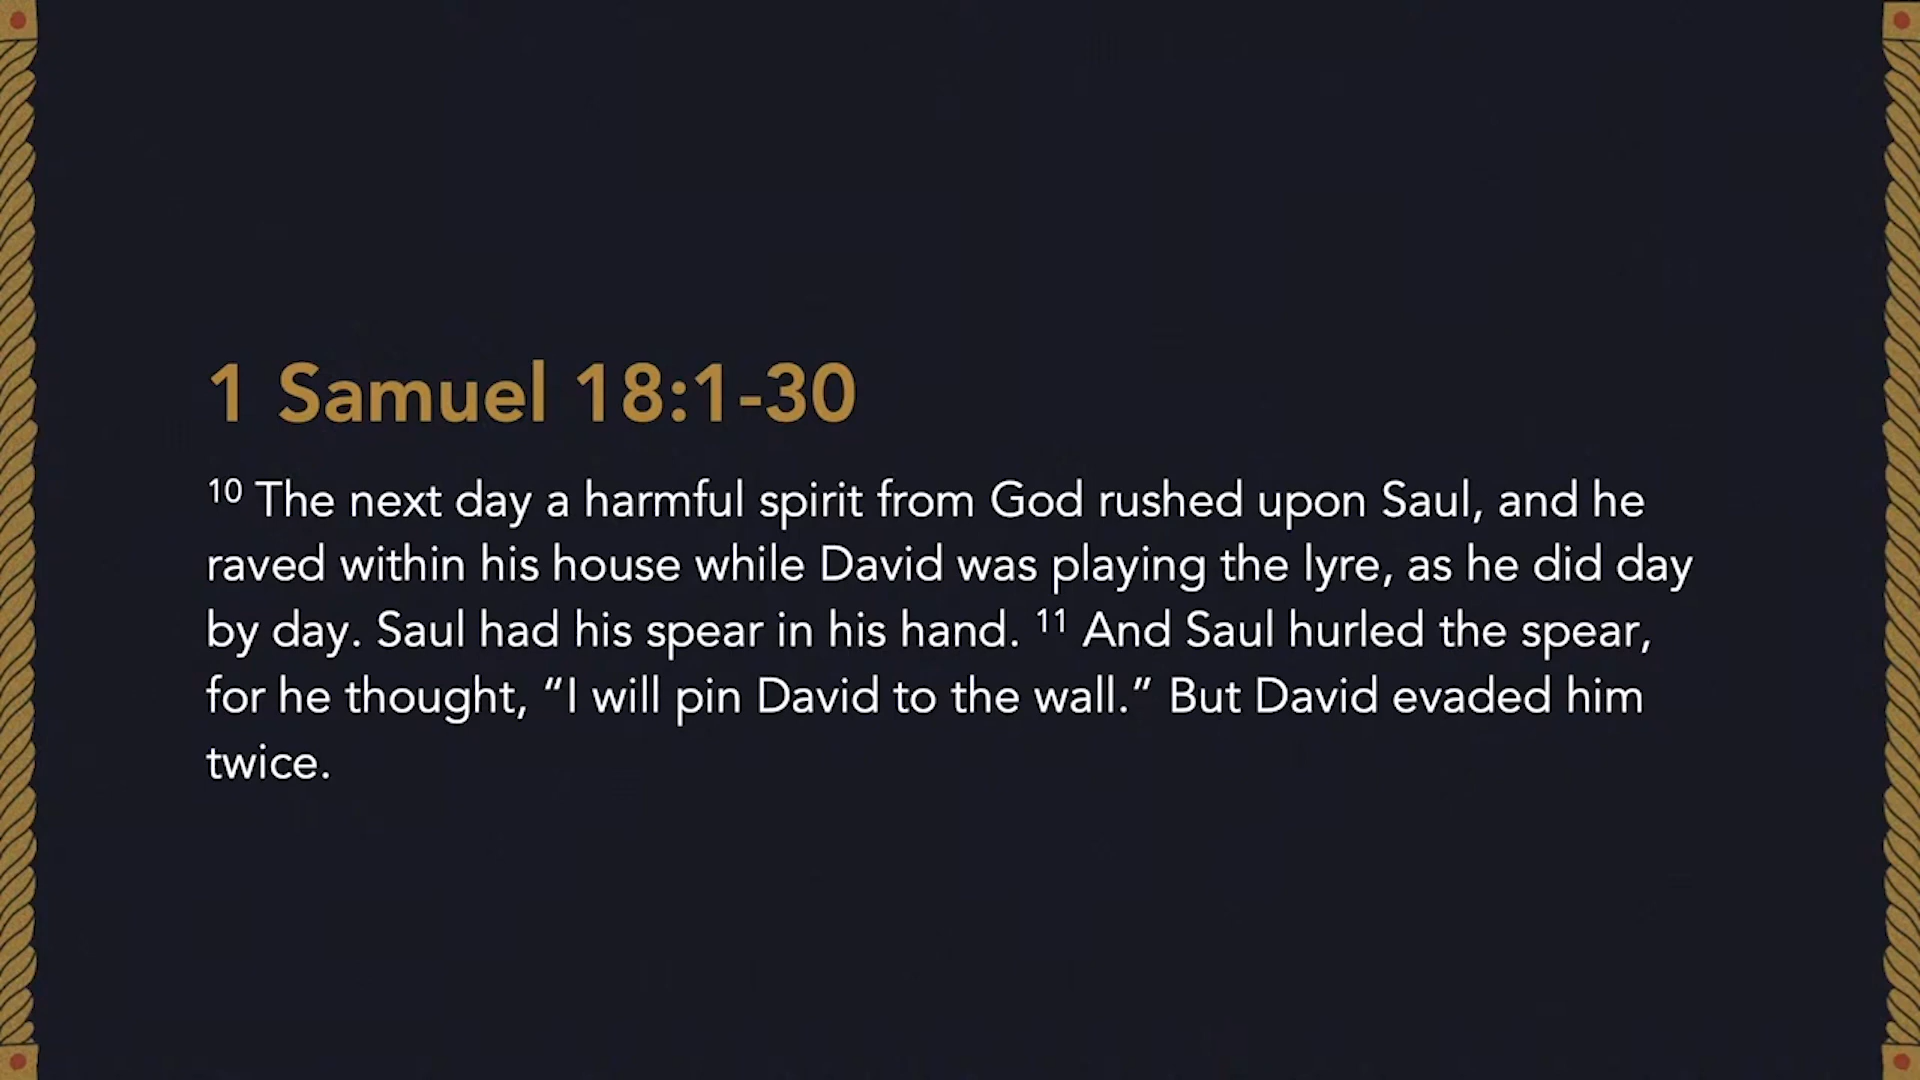 1 Samuel 18:1-30
10 The next day a harmful spirit from God rushed upon Saul, and he
raved within his house while David was playing the lyre, as he did day
by day. Saul had his spear in his hand. 11 And Saul hurled the spear,
for he thought, “I will pin David to the wall.” But David evaded him
twice.